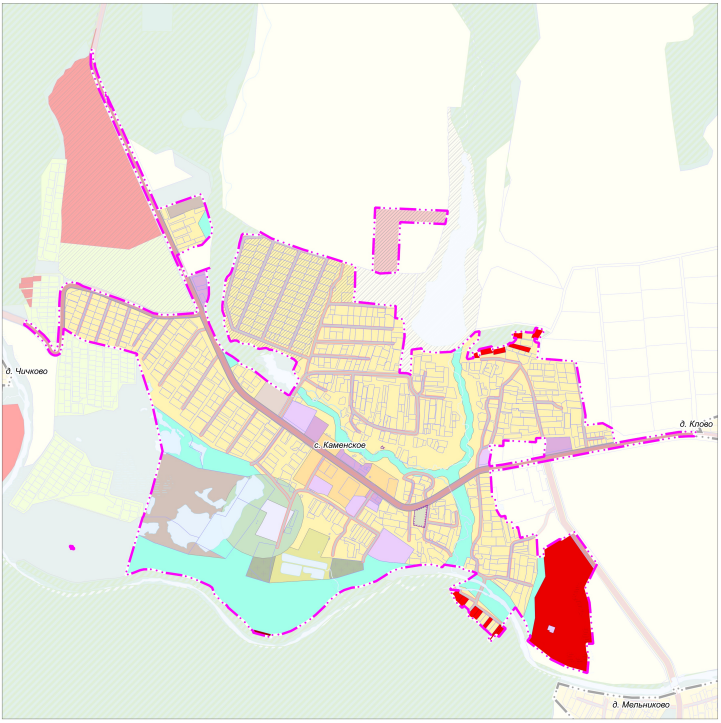 д. Чичково
д. Клово
с. Каменское
д. Мельниково